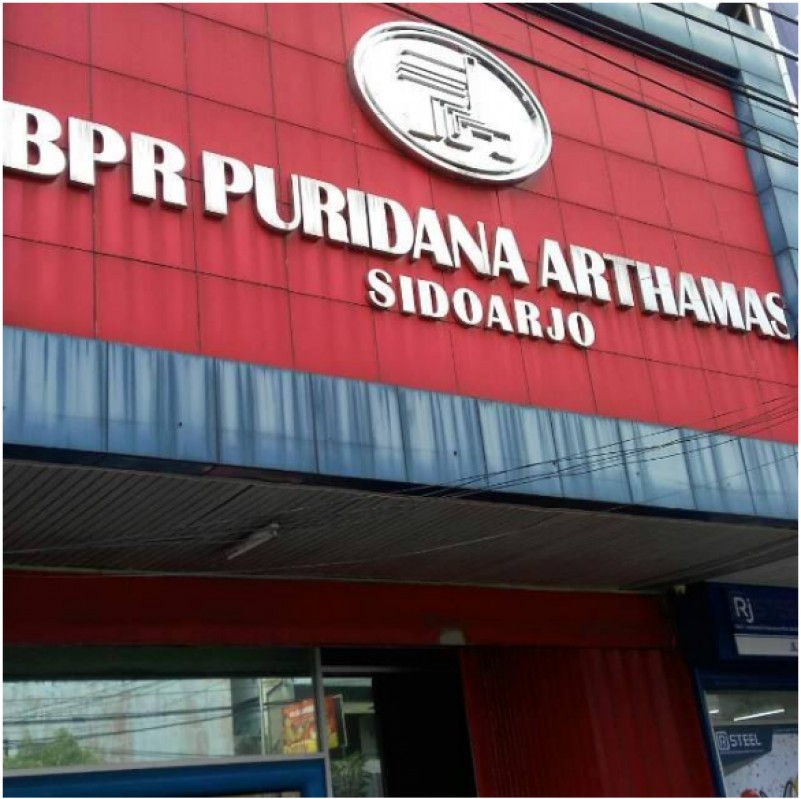 BPR PURIDANA ARTHAMAS
SIDOARJO
Rj
STEEL